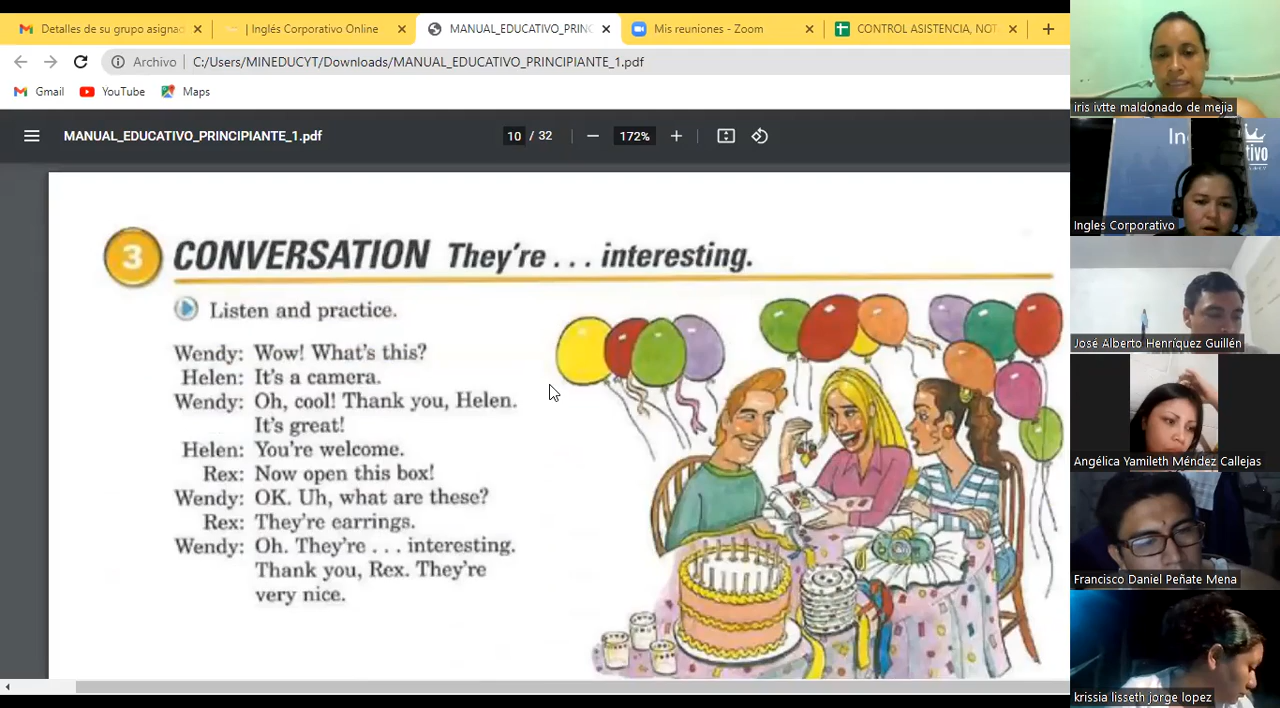 Detalles de su grupo asignad
| Inglés Corporativo Online
MANUAL_EDUCATIVO_PRINC
Mis reuniones - Zoom
CONTROL ASISTENCIA, NOT
Archivo
C:/Users/MINEDUCYT/Downloads/MANUAL_EDUCATIVO_PRINCIPIANTE_1.pdf
Gmail
YouTube
Maps
MANUAL_EDUCATIVO_PRINCIPIANTE_1.pdf
10 / 32
172%
3 CONVERSATION They're . . . interesting.
Listen and practice.
Wendy: Wow! What's this?
Helen: It's a camera.
Wendy: Oh, cool! Thank you, Helen.
It's great!
Helen: You're welcome.
Rex: Now open this box!
Wendy: OK. Uh, what are these?
Rex: They're earrings.
Wendy: Oh. They're . . . interesting.
Thank you, Rex. They're
very nice.
iris ivtte maldonado de mejia
In
tivo
Ingles Corporativo
José Alberto Henríquez Guillén
Angélica Yamileth Méndez Callejas
Francisco Daniel Peñate Mena
krissia lisseth jorge lopez